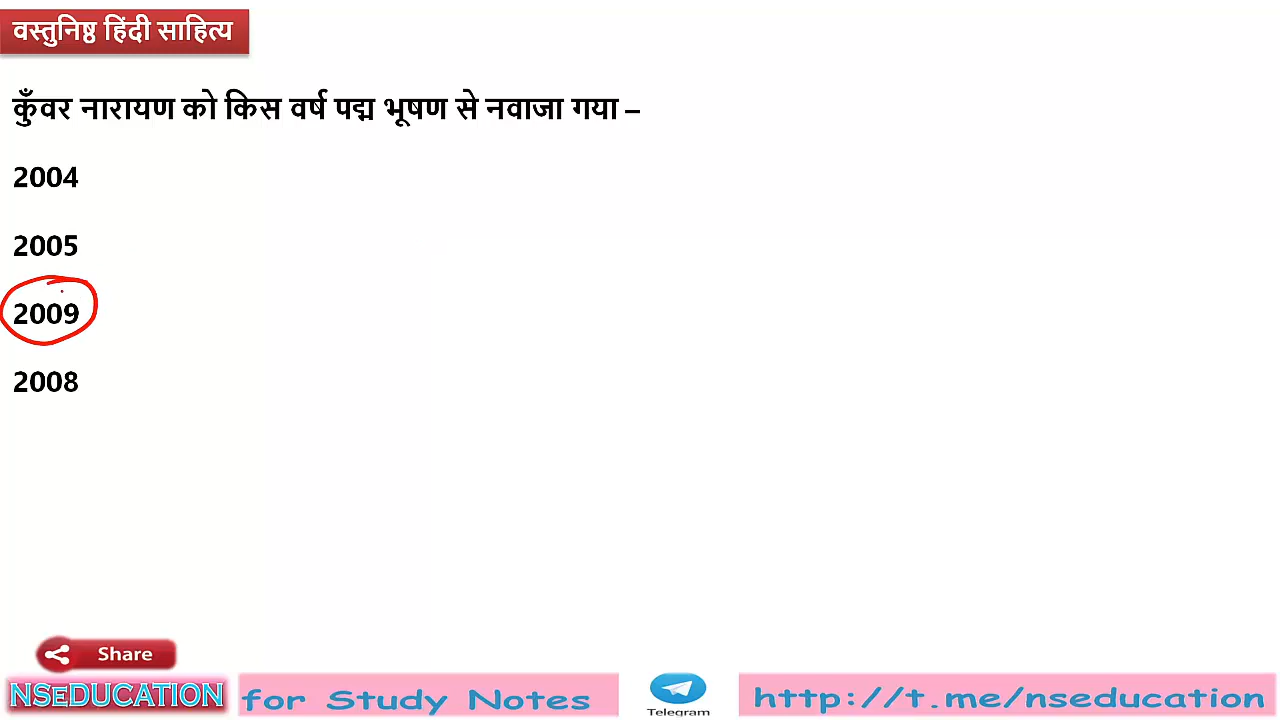 वस्तुनिष्ठ हिंदी साहित्य
कुँवर नारायण को किस वर्ष पद्म भूषण से नवाजा गया –
2004
2005
2009
2008
Share
NSEDUCATION for Study Notes Telegram http://t.me/nseducation